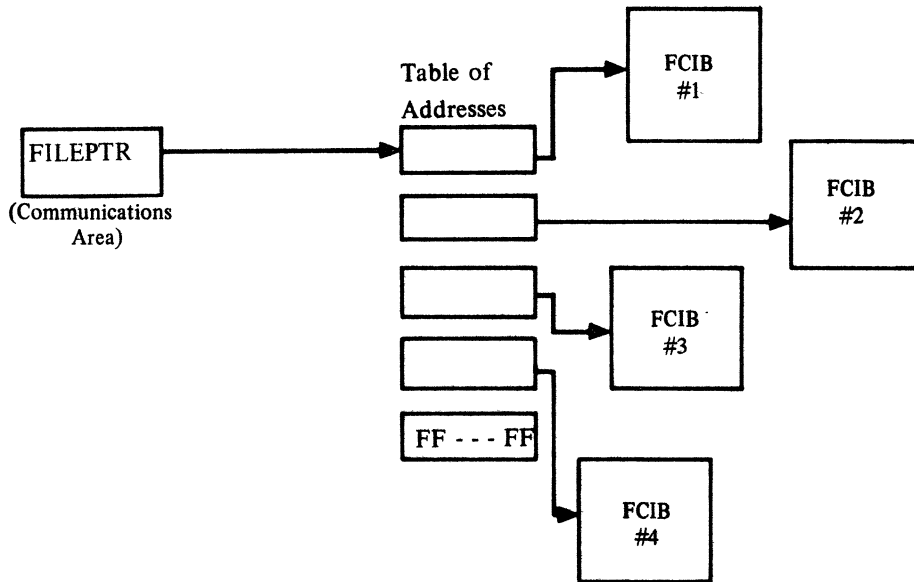 FCIB
#1
Table of
Addresses
FILEPTR
(Communications
Area)
FCIB
#2
FCIB
#3
FF - - - FF
FCIB
#4